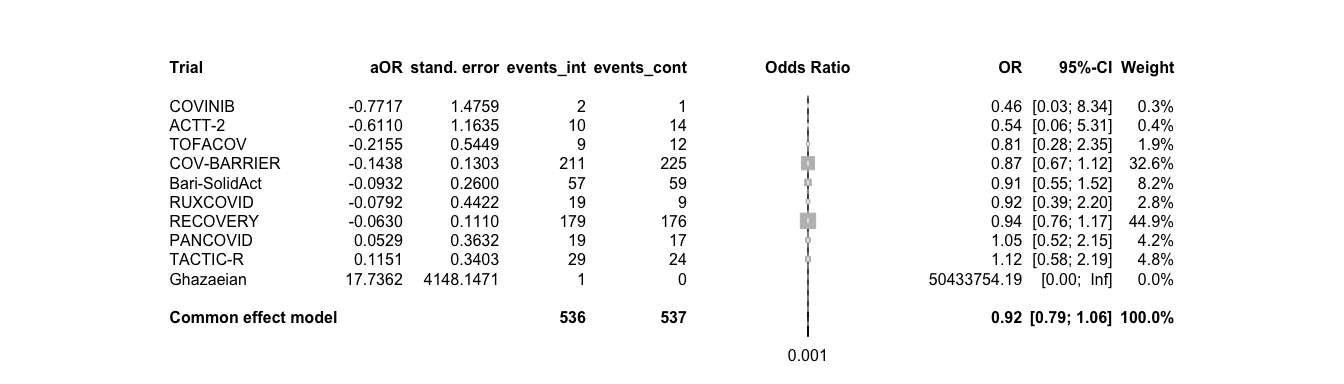 Trial aOR stand. error events_int events_cont Odds Ratio OR 95%-CI Weight
COVINIB -0.7717 1.4759 2 1 0.46 [0.03; 8.34] 0.3%
ACTT-2 -0.6110 1.1635 10 14 0.54 [0.06; 5.31] 0.4%
TOFACOV -0.2155 0.5449 9 12 0.81 [0.28; 2.35] 1.9%
COV-BARRIER -0.1438 0.1303 211 225 0.87 [0.67; 1.12] 32.6%
Bari-SolidAct -0.0932 0.2600 57 59 0.91 [0.55; 1.52] 8.2%
RUXCOVID -0.0792 0.4422 19 9 0.92 [0.39; 2.20] 2.8%
RECOVERY -0.0630 0.1110 179 176 0.94 [0.76; 1.17] 44.9%
PANCOVID 0.0529 0.3632 19 17 1.05 [0.52; 2.15] 4.2%
TACTIC-R 0.1151 0.3403 29 24 1.12 [0.58; 2.19] 4.8%
Ghazaeian 17.7362 4148.1471 1 0 50433754.19 [0.00; Inf] 0.0%
Common effect model 536 537 0.92 [0.79; 1.06] 100.0%
0.001